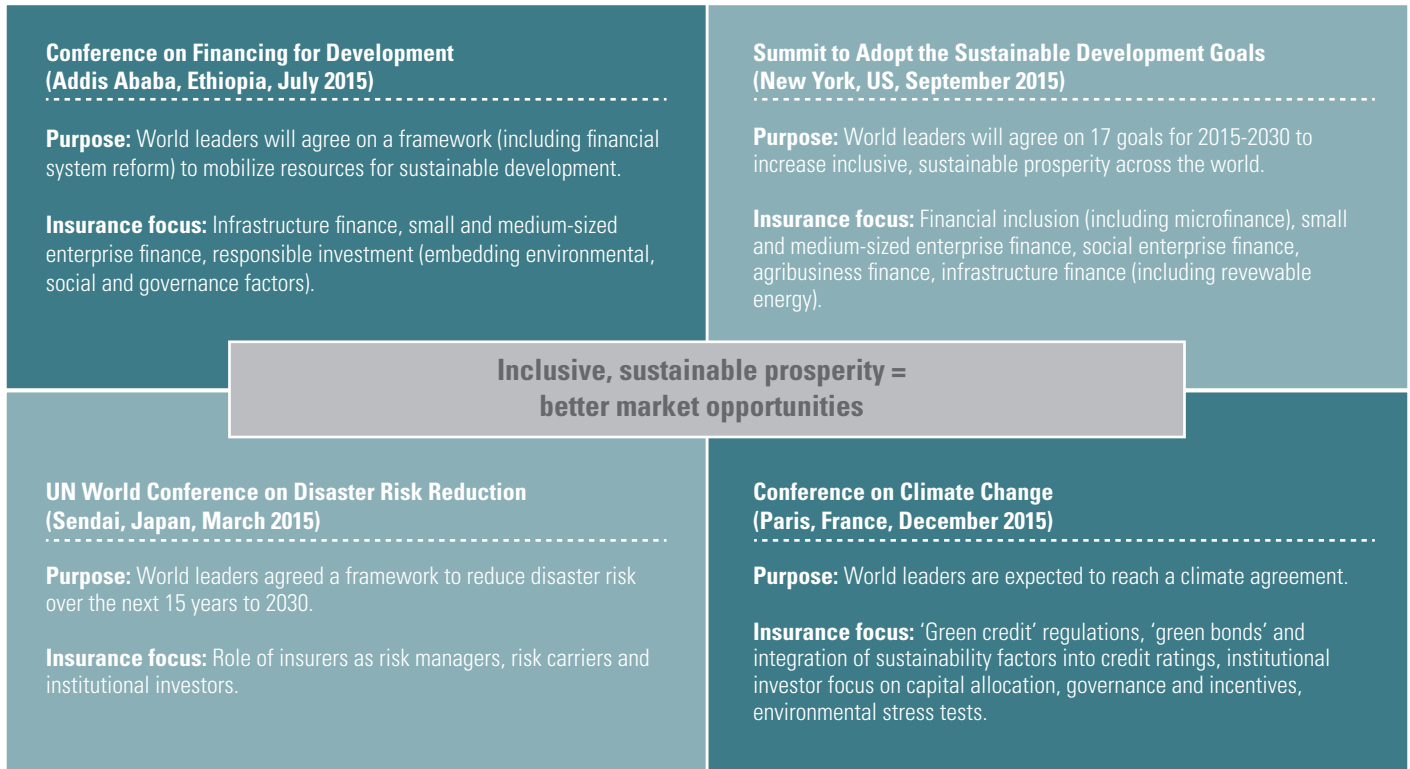 Conference on Financing for Development
(Addis Ababa, Ethiopia, July 2015)
Purpose: World leaders will agree on a framework (including financial
system reform) to mobilize resources for sustainable development.
Insurance focus: Infrastructure finance, small and medium-sized
enterprise finance, responsible investment (embedding environmental,
social and governance factors).
Summit to Adopt the Sustainable Development Goals
(New York, US, September 2015)
Purpose: World leaders will agree on 17 goals for 2015-2030 to
increase inclusive, sustainable prosperity across the world.
Insurance focus: Financial inclusion (including microfinance), small
and medium-sized enterprise finance, social enterprise finance,
agribusiness finance, infrastructure finance (including revewable
energy).
Inclusive, sustainable prosperity =
better market opportunities
UN World Conference on Disaster Risk Reduction
(Sendai, Japan, March 2015)
Purpose: World leaders agreed a framework to reduce disaster risk
over the next 15 years to 2030.
Insurance focus: Role of insurers as risk managers, risk carriers and
institutional investors.
Conference on Climate Change
(Paris, France, December 2015)
Purpose: World leaders are expected to reach a climate agreement.
Insurance focus: ‘Green credit’ regulations, ‘green bonds’ and
integration of sustainability factors into credit ratings, institutional
investor focus on capital allocation, governance and incentives,
environmental stress tests.